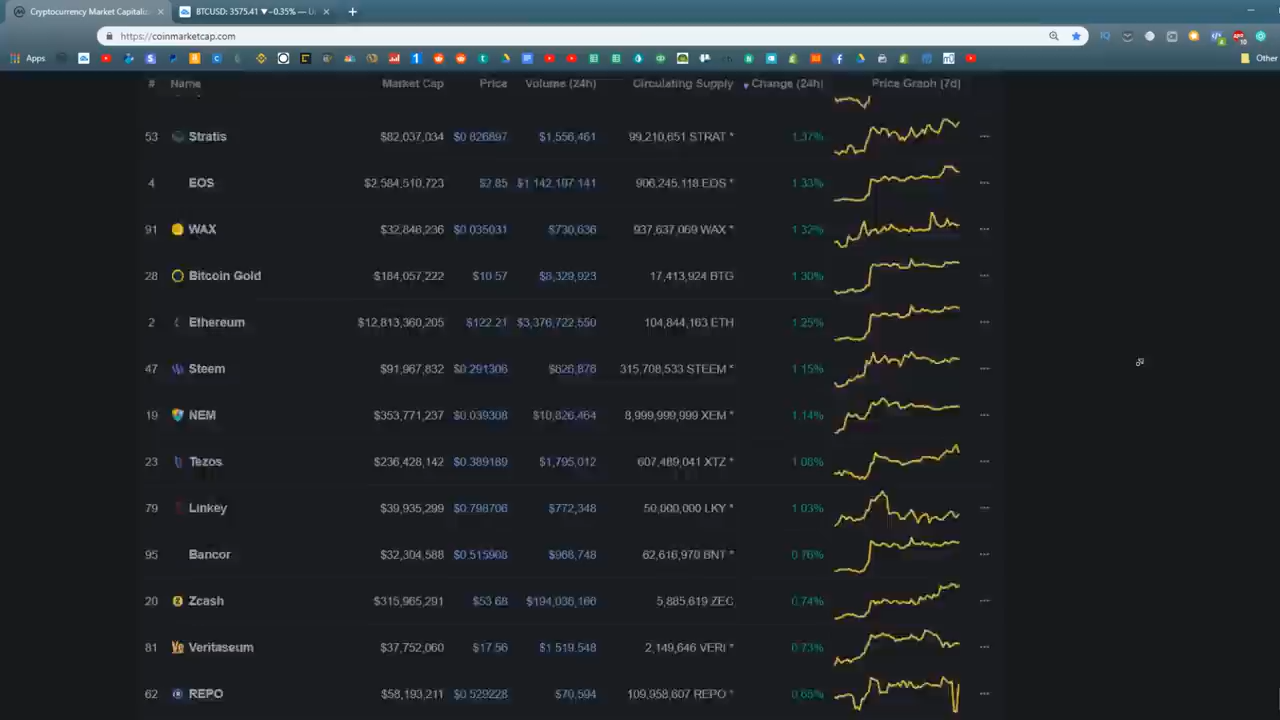 Cryptocurrency Market Capitaliz × BTCUSD: 3575.41 ▼ −0.35% — U × +
https://coinmarketcap.com
Apps Other
# Name Market Cap Price Volume (24h) Circulating Supply Change (24h) Price Graph (7d)
53 Stratis $82,037,034 $0.826897 $1,556,461 99,210,651 STRAT * 1.37%
4 EOS $2,584,510,723 $2.85 $1,142,107,141 906,245,118 EOS * 1.33%
91 WAX $32,846,236 $0.035031 $730,636 937,637,069 WAX * 1.32%
28 Bitcoin Gold $184,057,222 $10.57 $8,329,923 17,413,924 BTG 1.30%
2 Ethereum $12,813,360,205 $122.21 $3,376,722,550 104,844,163 ETH 1.25%
47 Steem $91,967,832 $0.291306 $626,876 315,708,533 STEEM * 1.15%
19 NEM $353,771,237 $0.039308 $10,826,464 8,999,999,999 XEM * 1.14%
23 Tezos $236,428,142 $0.389189 $1,795,012 607,489,041 XTZ * 1.08%
79 Linkey $39,935,299 $0.798706 $772,348 50,000,000 LKY * 1.03%
95 Bancor $32,304,588 $0.515908 $968,748 62,616,970 BNT * 0.76%
20 Zcash $315,965,291 $53.68 $194,036,166 5,885,619 ZEC 0.74%
81 Veritaseum $37,752,060 $17.56 $1,519,548 2,149,646 VERI * 0.73%
62 REPO $58,193,211 $0.529228 $70,594 109,958,607 REPO * 0.68%